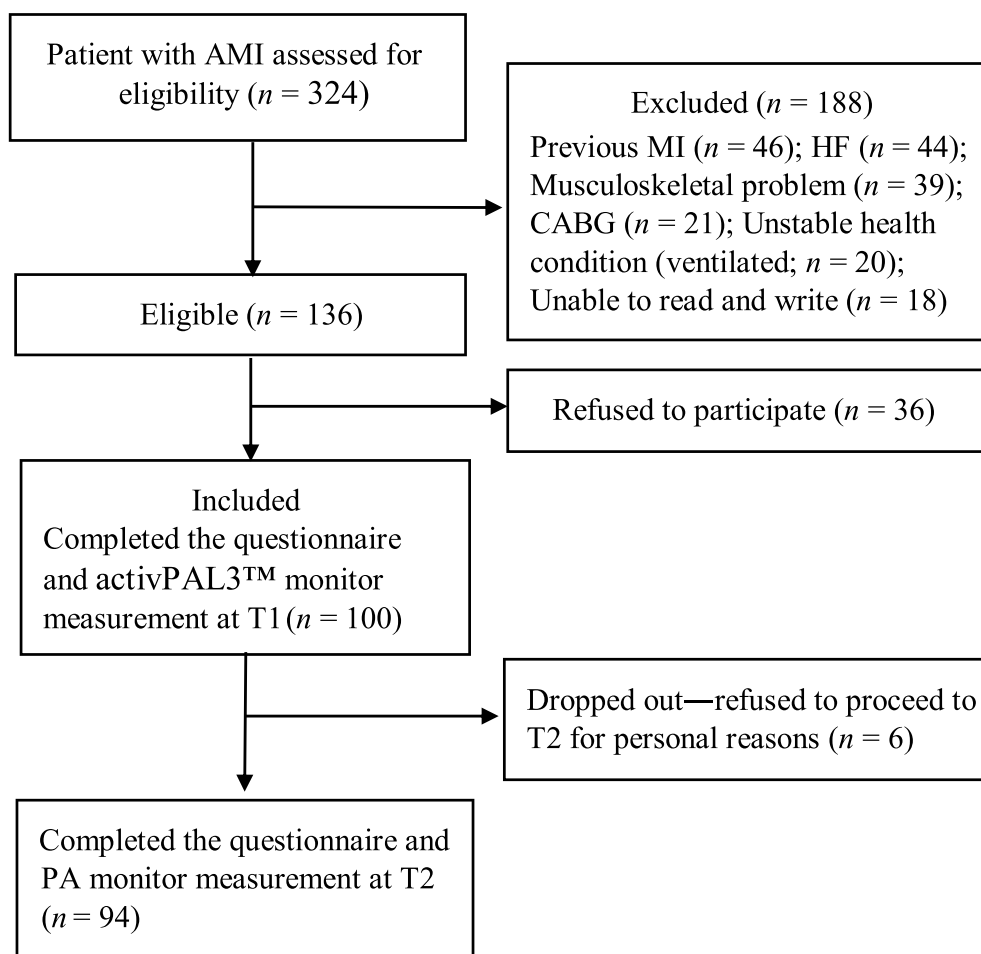 Patient with AMI assessed for
eligibility (n = 324)
Excluded (n = 188)
Previous MI (n = 46); HF (n = 44);
Musculoskeletal problem (n = 39);
CABG (n = 21); Unstable health
condition (ventilated; n = 20);
Unable to read and write (n = 18)
Eligible (n = 136)
Refused to participate (n = 36)
Included
Completed the questionnaire
and activPAL3™ monitor
measurement at T1 (n = 100)
Dropped out—refused to proceed to
T2 for personal reasons (n = 6)
Completed the questionnaire and
PA monitor measurement at T2
(n = 94)